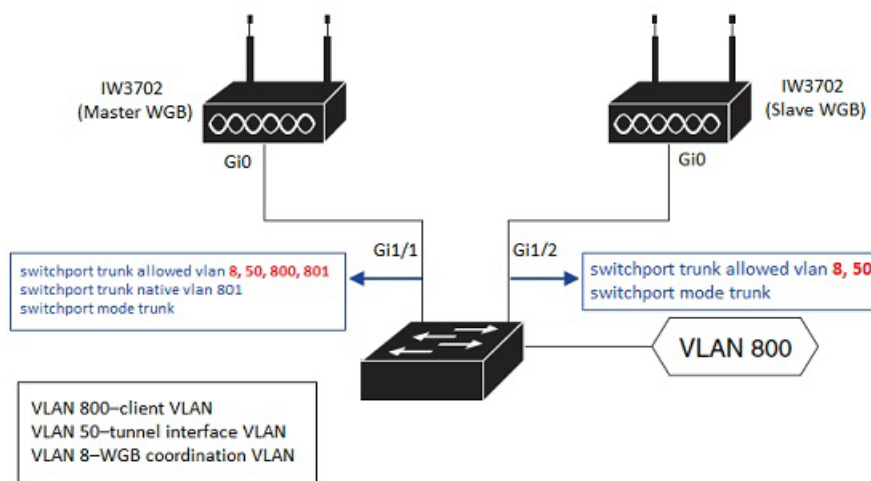 IW3702
(Master WGB)
IW3702
(Slave WGB)
Gi0
Gi0
Gi1/1
Gi1/2
switchport trunk allowed vlan 8, 50, 800, 801
switchport trunk native vlan 801
switchport mode trunk
switchport trunk allowed vlan 8, 50
switchport mode trunk
VLAN 800
VLAN 800–client VLAN
VLAN 50–tunnel interface VLAN
VLAN 8–WGB coordination VLAN